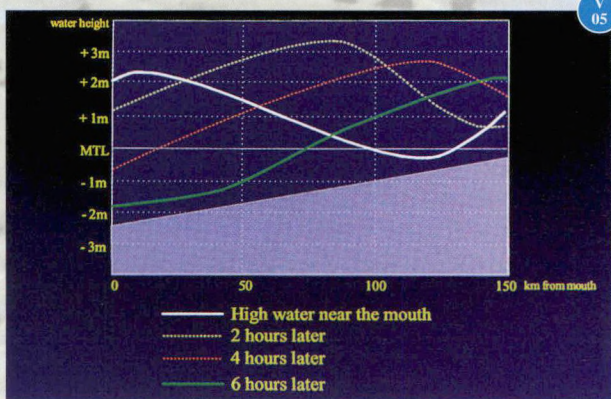 V
05
water height
+ 3m
+ 2m
+ 1m
MTL
- 1m
- 2m
- 3m
0
50
100
150
km from mouth
High water near the mouth
2 hours later
4 hours later
6 hours later